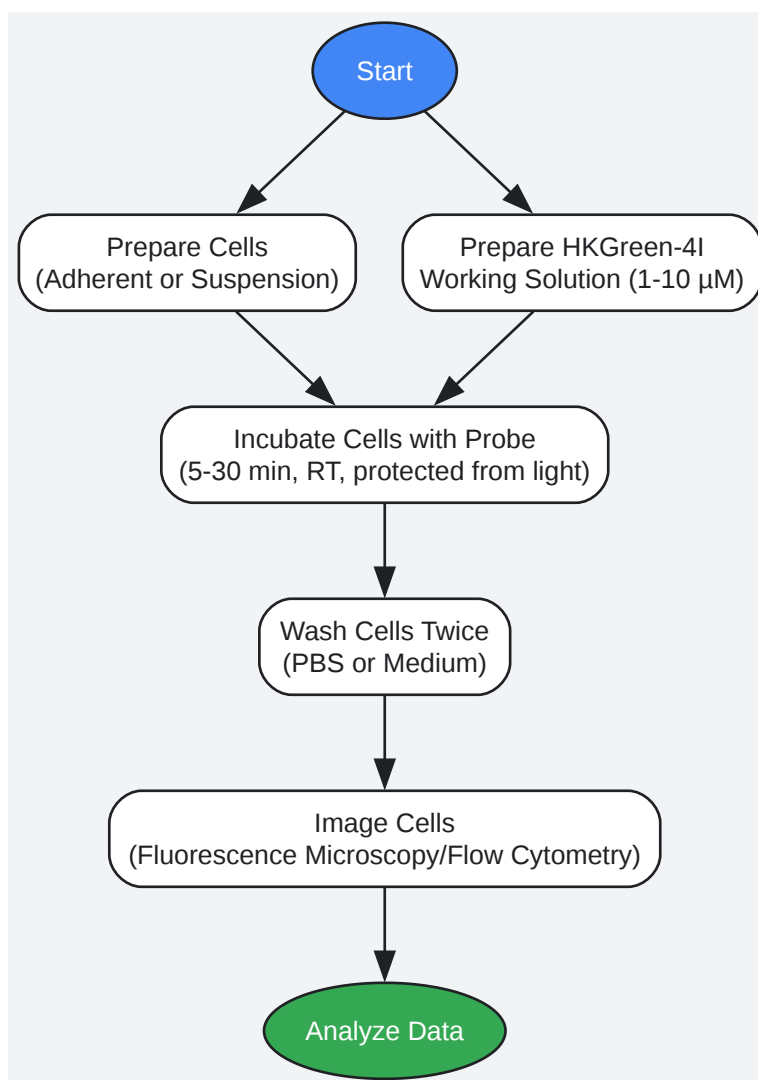 Start
Prepare Cells
(Adherent or Suspension)
Prepare HKGreen-4I
Working Solution (1-10 µM)
Incubate Cells with Probe
(5-30 min, RT, protected from light)
Wash Cells Twice
(PBS or Medium)
Image Cells
(Fluorescence Microscopy/Flow Cytometry)
Analyze Data